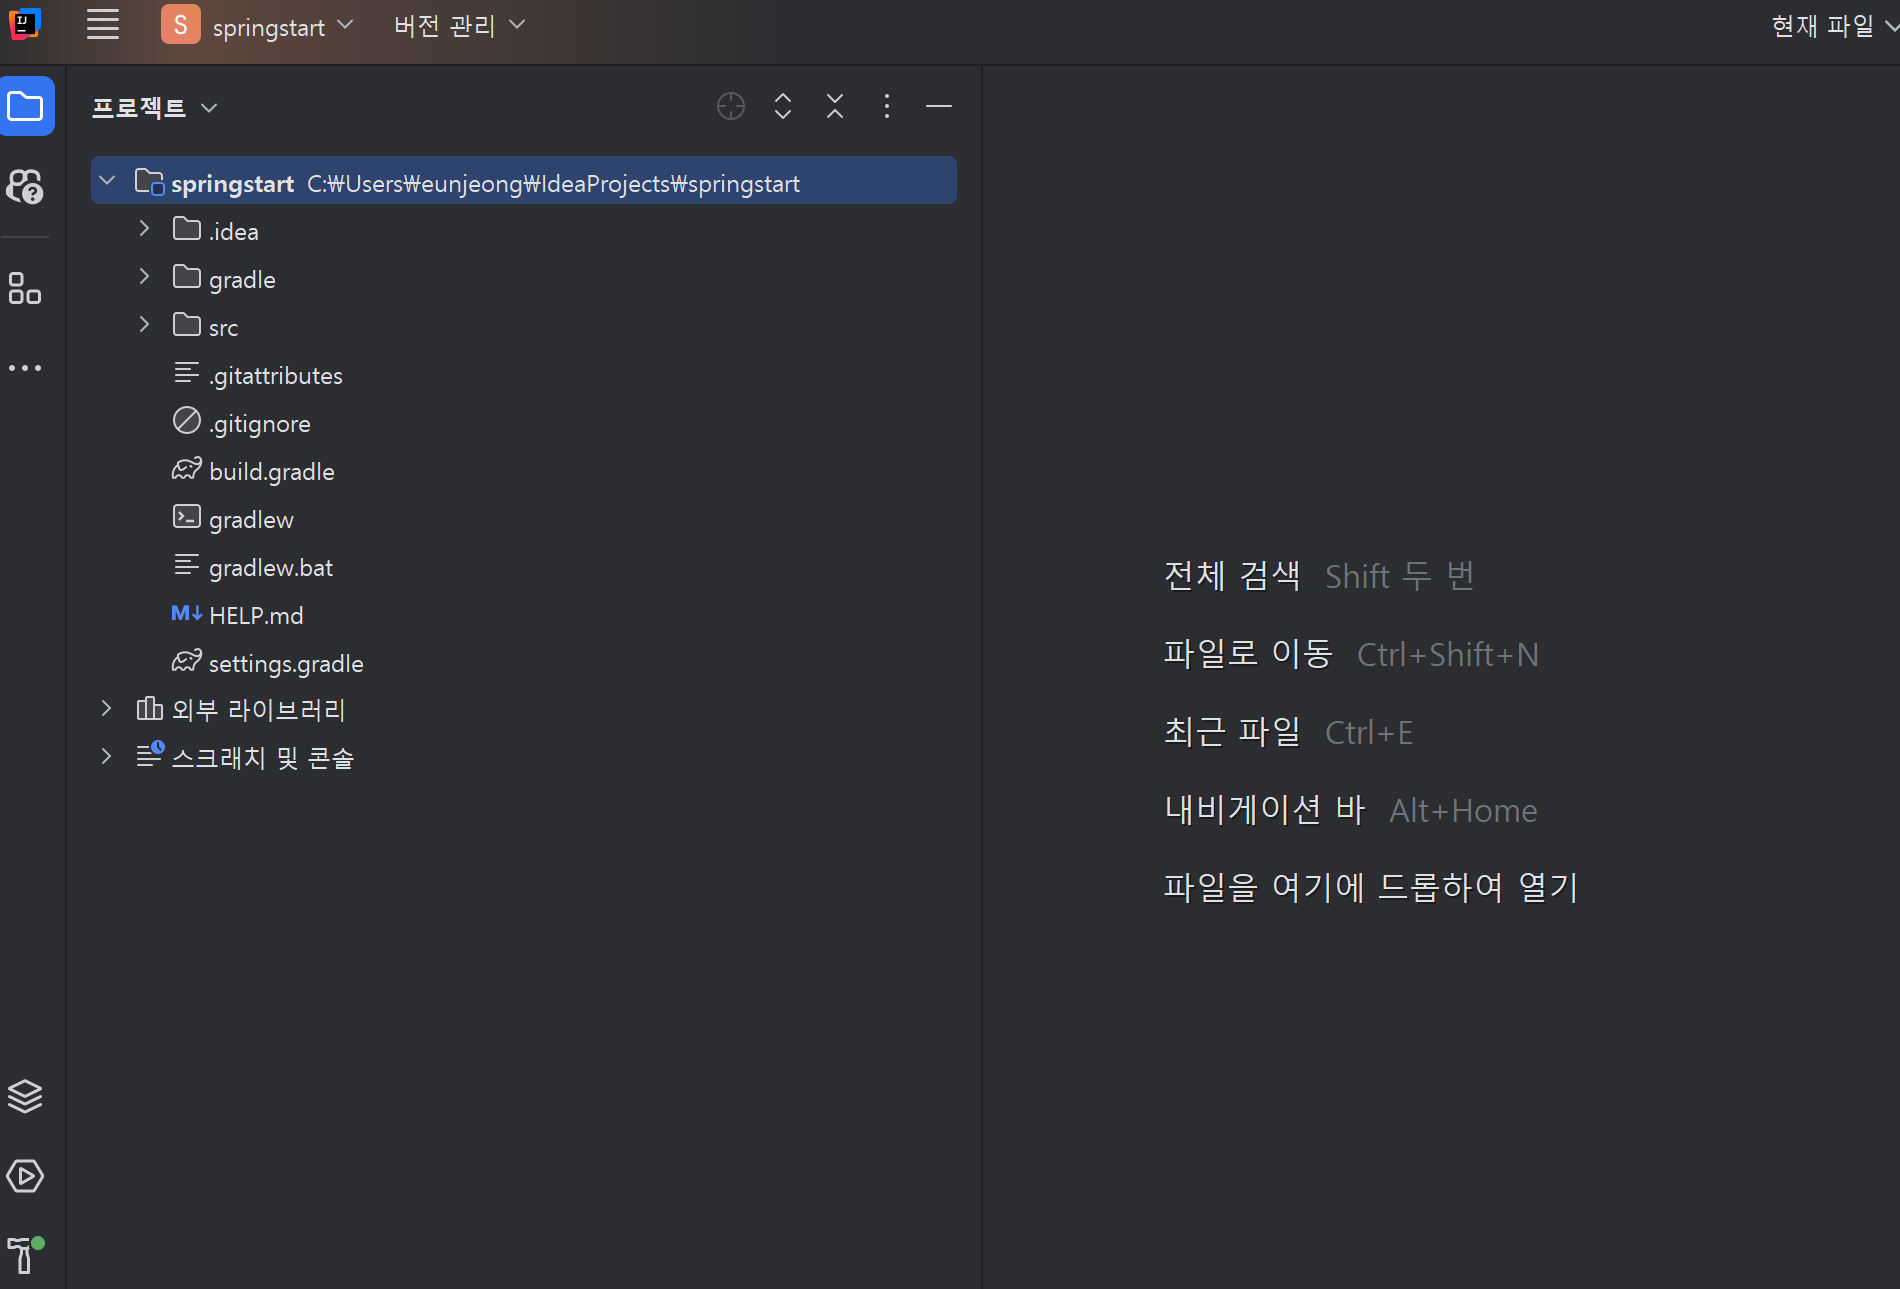 S springstart 버전 관리 현재 파일
프로젝트
springstart C:₩Users₩eunjeong₩IdeaProjects₩springstart
.idea
gradle
src
.gitattributes
.gitignore
build.gradle
gradlew
gradlew.bat
M↓ HELP.md
settings.gradle
외부 라이브러리
스크래치 및 콘솔
전체 검색 Shift 두 번
파일로 이동 Ctrl+Shift+N
최근 파일 Ctrl+E
내비게이션 바 Alt+Home
파일을 여기에 드롭하여 열기